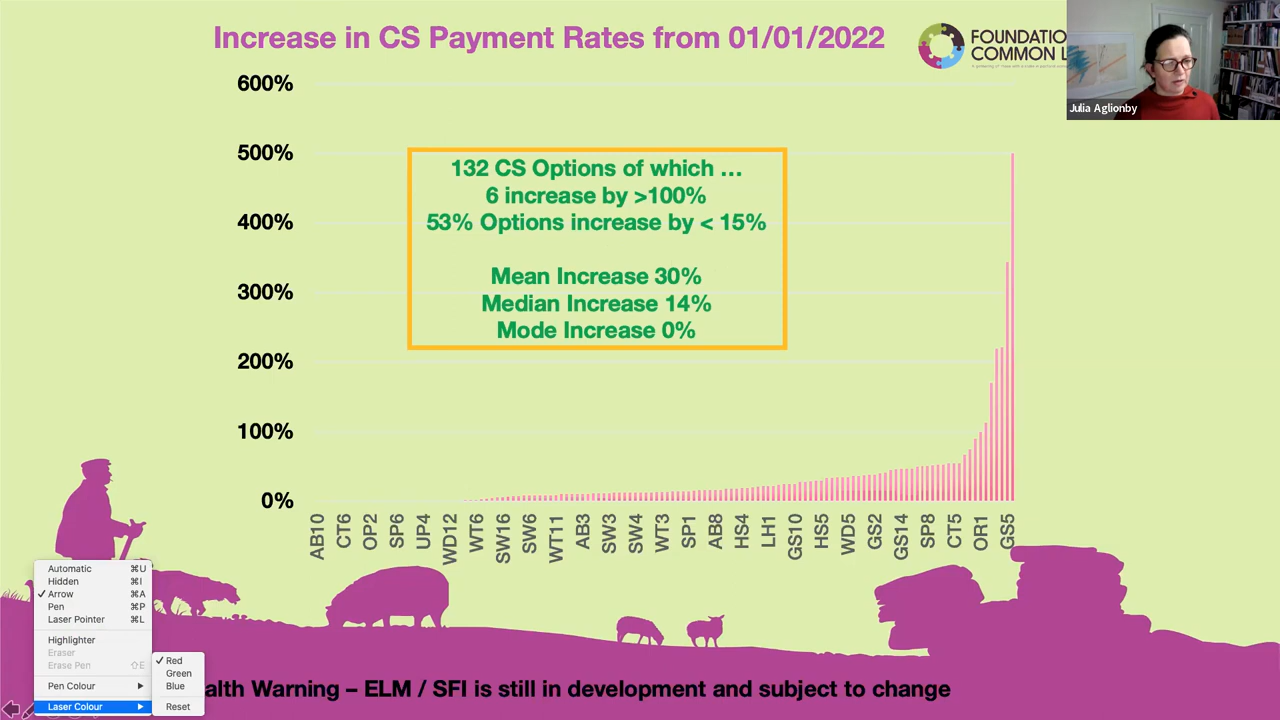 Increase in CS Payment Rates from 01/01/2022
FOUNDATIO
COMMON L
Julia Aglionby
600%
500%
400%
300%
200%
100%
0%
132 CS Options of which ...
6 increase by >100%
53% Options increase by < 15%
Mean Increase 30%
Median Increase 14%
Mode Increase 0%
AB10
CT6
OP2
SP6
UP4
WD12
WT6
SW16
SW6
WT11
AB3
SW3
SW4
WT3
SP1
AB8
HS4
LH1
GS10
HS5
WD5
GS2
GS14
SP8
CT5
OR1
GS5
Automatic ⌘U
Hidden ⌘I
✓ Arrow ⌘A
Pen ⌘P
Laser Pointer ⌘L
Highlighter
Eraser
Erase Pen ⇧E
Pen Colour ▶
Laser Colour ▶
✓ Red
Green
Blue
Reset
alth Warning – ELM / SFI is still in development and subject to change